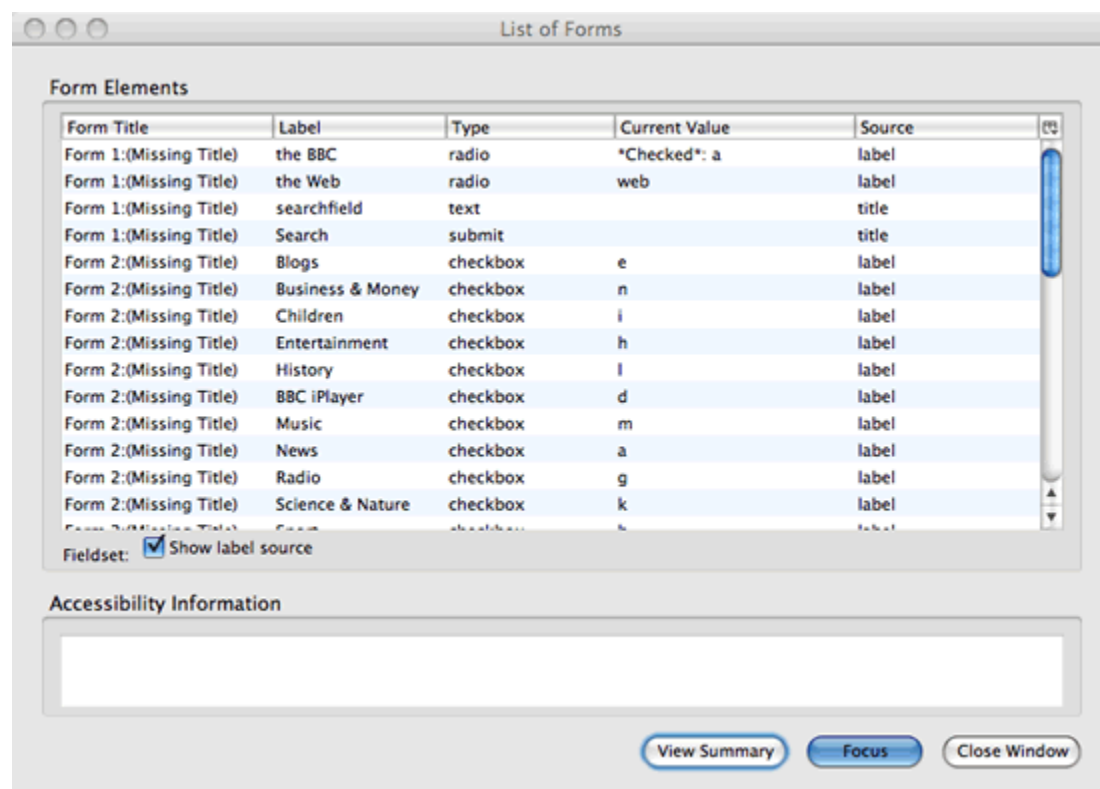 List of Forms
Form Elements
Form Title Label Type Current Value Source
Form 1:(Missing Title) the BBC radio *Checked*: a label
Form 1:(Missing Title) the Web radio web label
Form 1:(Missing Title) searchfield text title
Form 1:(Missing Title) Search submit title
Form 2:(Missing Title) Blogs checkbox e label
Form 2:(Missing Title) Business & Money checkbox n label
Form 2:(Missing Title) Children checkbox i label
Form 2:(Missing Title) Entertainment checkbox h label
Form 2:(Missing Title) History checkbox l label
Form 2:(Missing Title) BBC iPlayer checkbox d label
Form 2:(Missing Title) Music checkbox m label
Form 2:(Missing Title) News checkbox a label
Form 2:(Missing Title) Radio checkbox g label
Form 2:(Missing Title) Science & Nature checkbox k label
Fieldset: Show label source
Accessibility Information
View Summary Focus Close Window